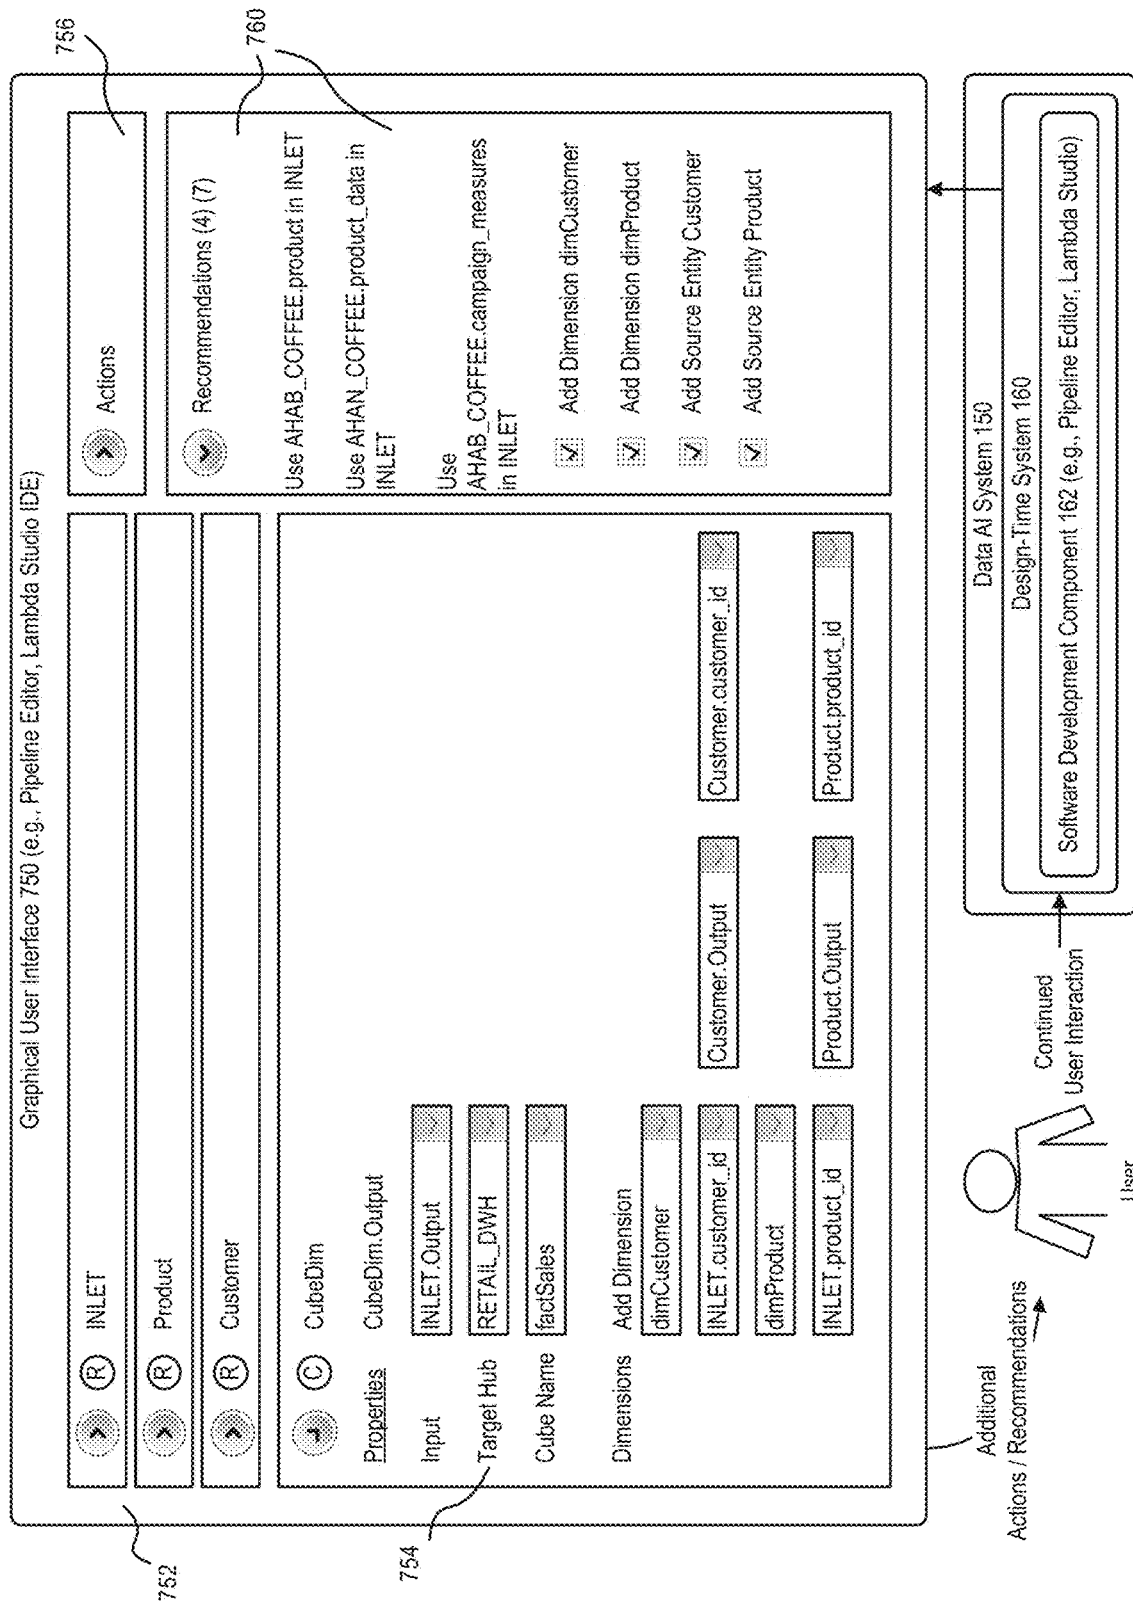 Graphical User Interface 750 (e.g., Pipeline Editor, Lambda Studio IDE)
752
R INLET
R Product
R Customer
C CubeDim
Properties CubeDim.Output
Input INLET.Output
754
Target Hub RETAIL_DWH
Cube Name factSales
Dimensions Add Dimension
dimCustomer
INLET.customer_id Customer.Output Customer.customer_id
dimProduct
INLET.product_id Product.Output Product.product_id
756
Actions
760
Recommendations (4) (7)
Use AHAB_COFFEE.product in INLET
Use AHAN_COFFEE.product_data in
INLET
Use
AHAB_COFFEE.campaign_measures
in INLET
Add Dimension dimCustomer
Add Dimension dimProduct
Add Source Entity Customer
Add Source Entity Product
Additional
Actions / Recommendations
User
Continued
User Interaction
Data AI System 150
Design-Time System 160
Software Development Component 162 (e.g., Pipeline Editor, Lambda Studio)